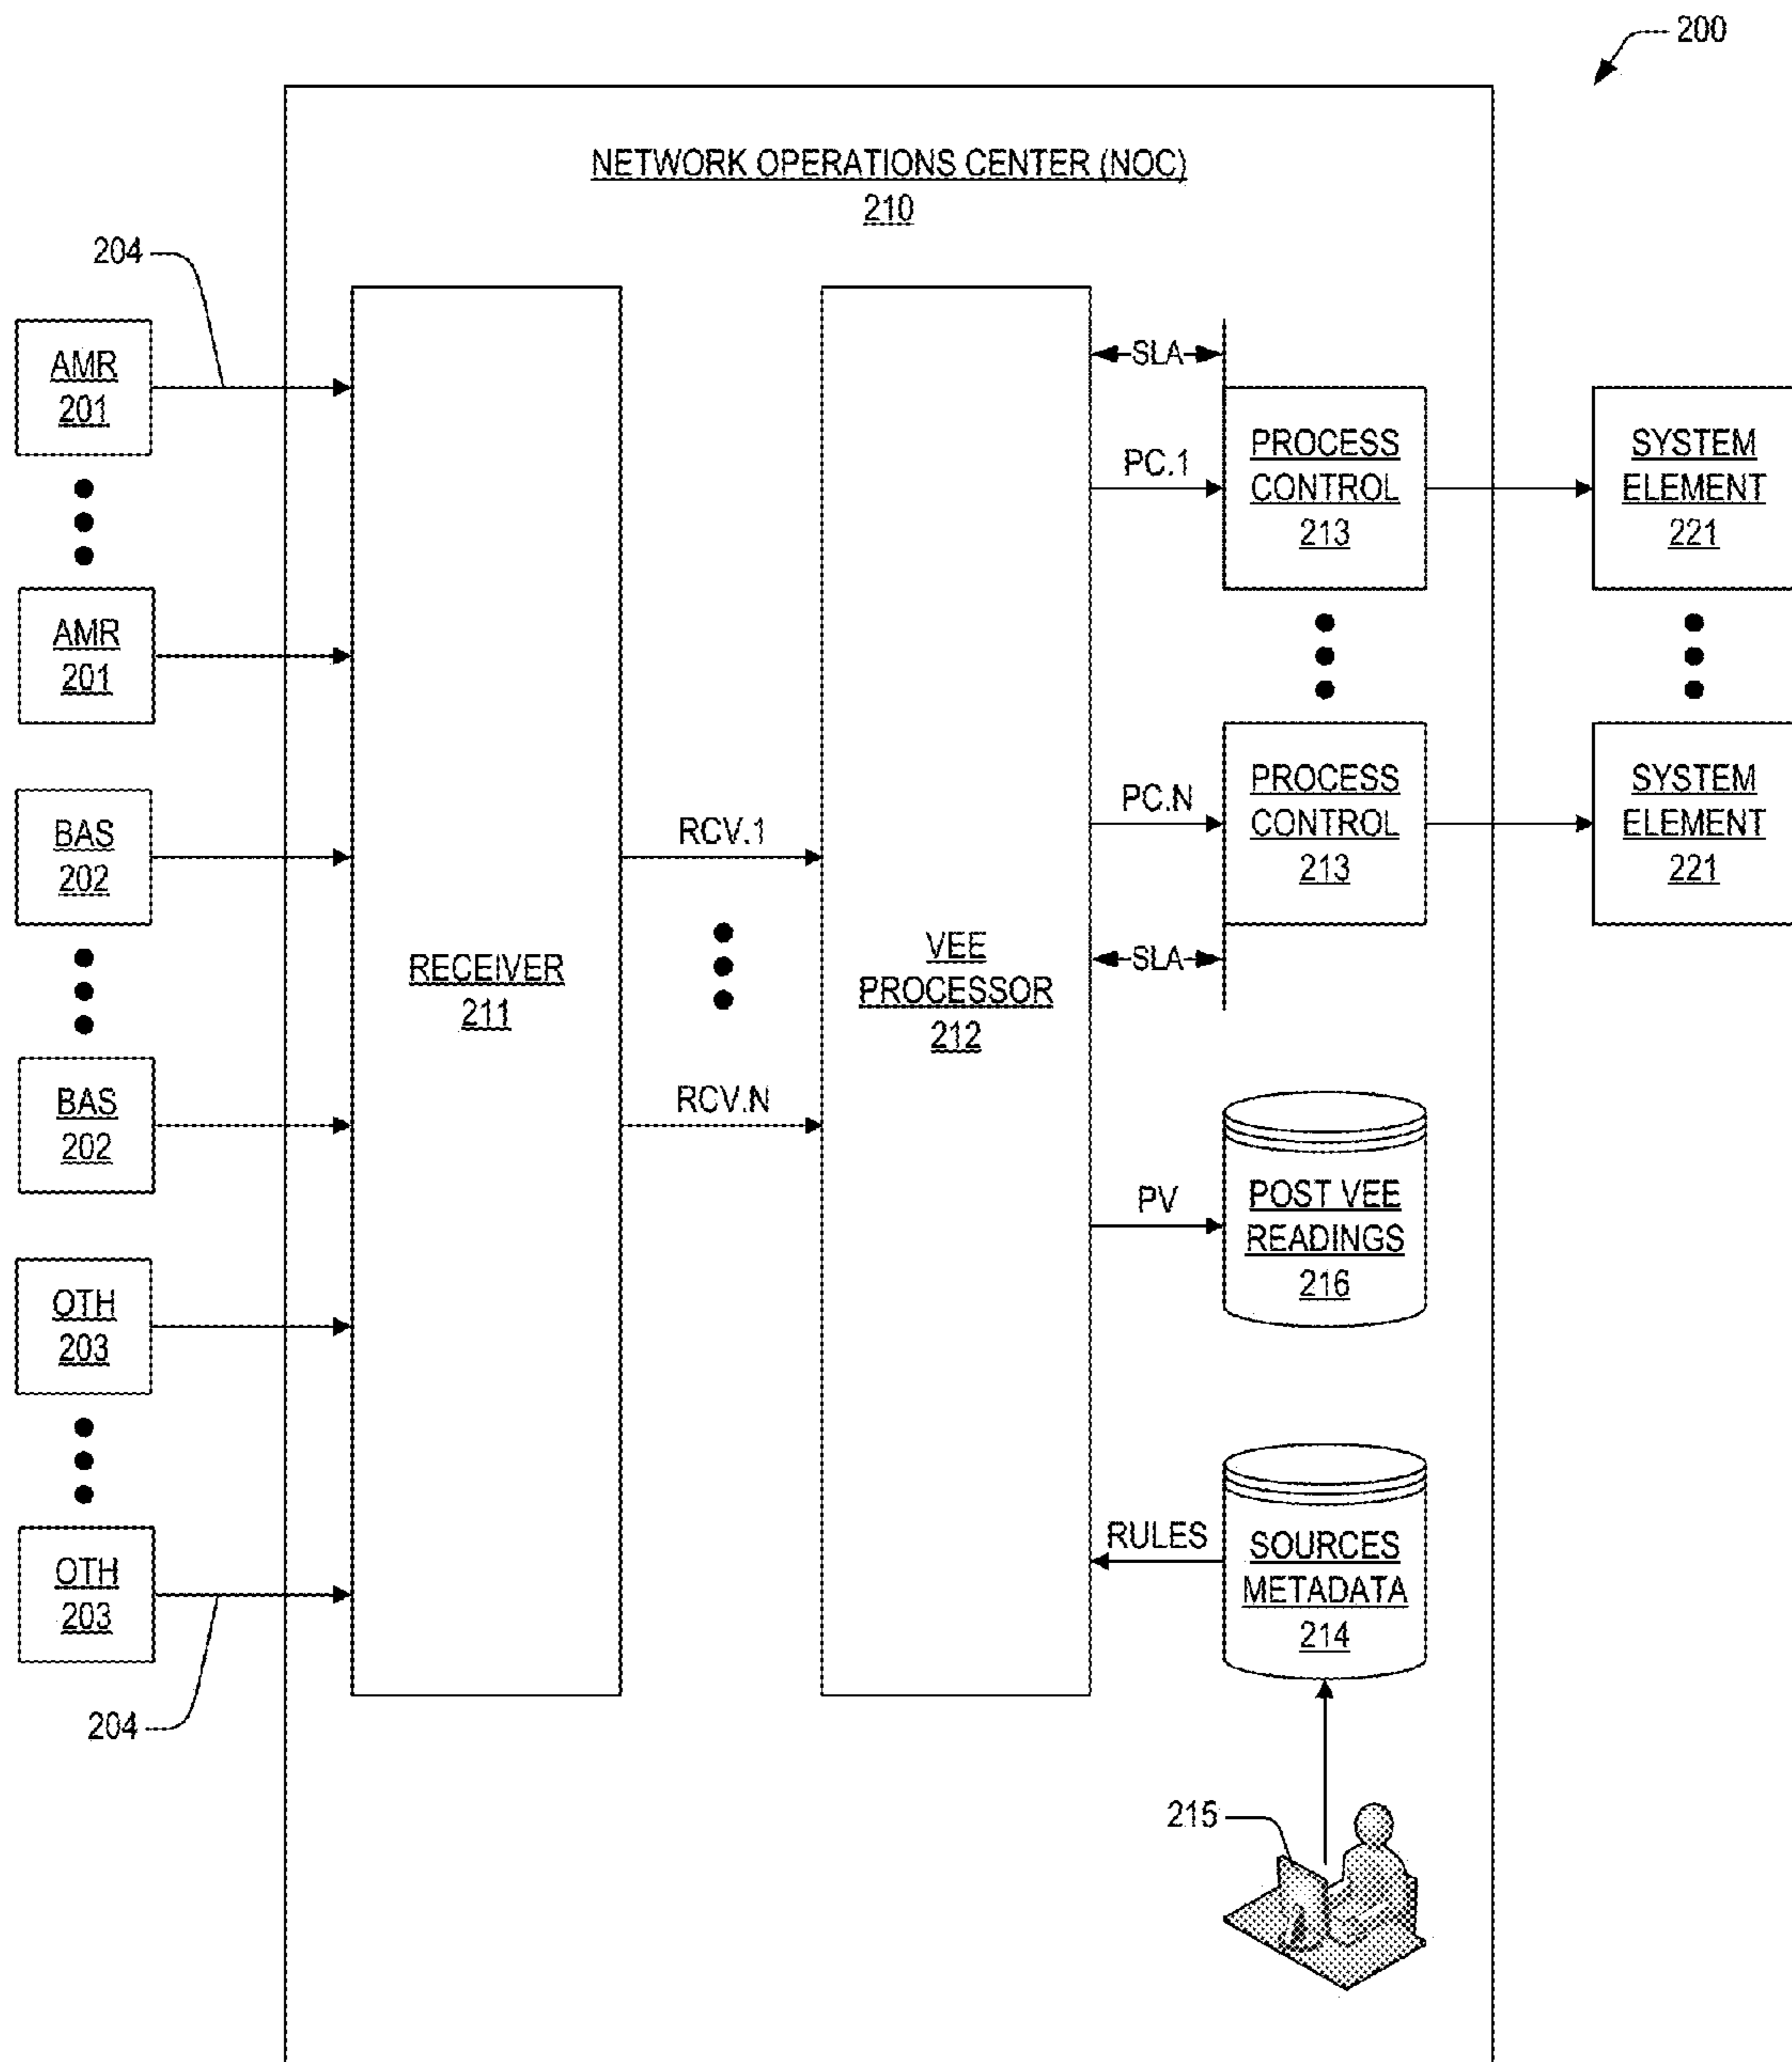 200
NETWORK OPERATIONS CENTER (NOC)
210
204
AMR
201
AMR
201
BAS
202
BAS
202
OTH
203
OTH
203
204
RECEIVER
211
RCV.1
RCV.N
VEE
PROCESSOR
212
SLA
PC.1
PROCESS
CONTROL
213
SYSTEM
ELEMENT
221
PC.N
PROCESS
CONTROL
213
SYSTEM
ELEMENT
221
SLA
PV
POST VEE
READINGS
216
RULES
SOURCES
METADATA
214
215